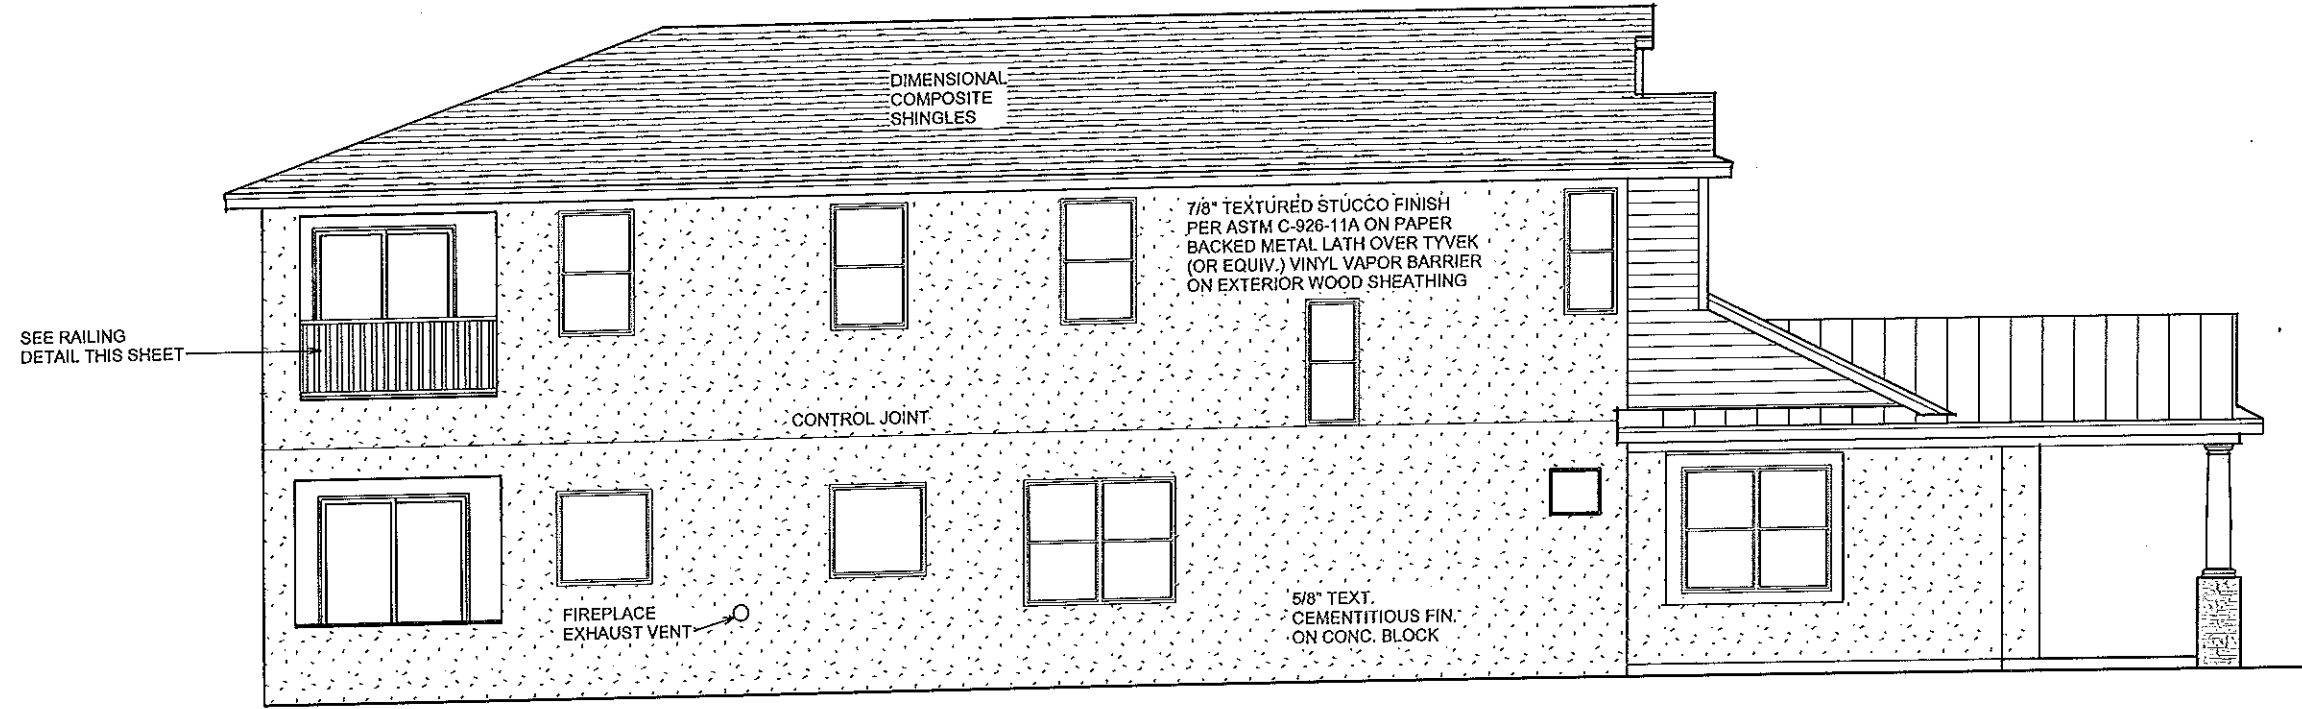 DIMENSIONAL
COMPOSITE
SHINGLES
7/8" TEXTURED STUCCO FINISH
PER ASTM C-926-11A ON PAPER
BACKED METAL LATH OVER TYVEK
(OR EQUIV.) VINYL VAPOR BARRIER
ON EXTERIOR WOOD SHEATHING
SEE RAILING
DETAIL THIS SHEET
CONTROL JOINT
FIREPLACE
EXHAUST VENT
5/8" TEXT.
CEMENTITIOUS FIN.
ON CONC. BLOCK